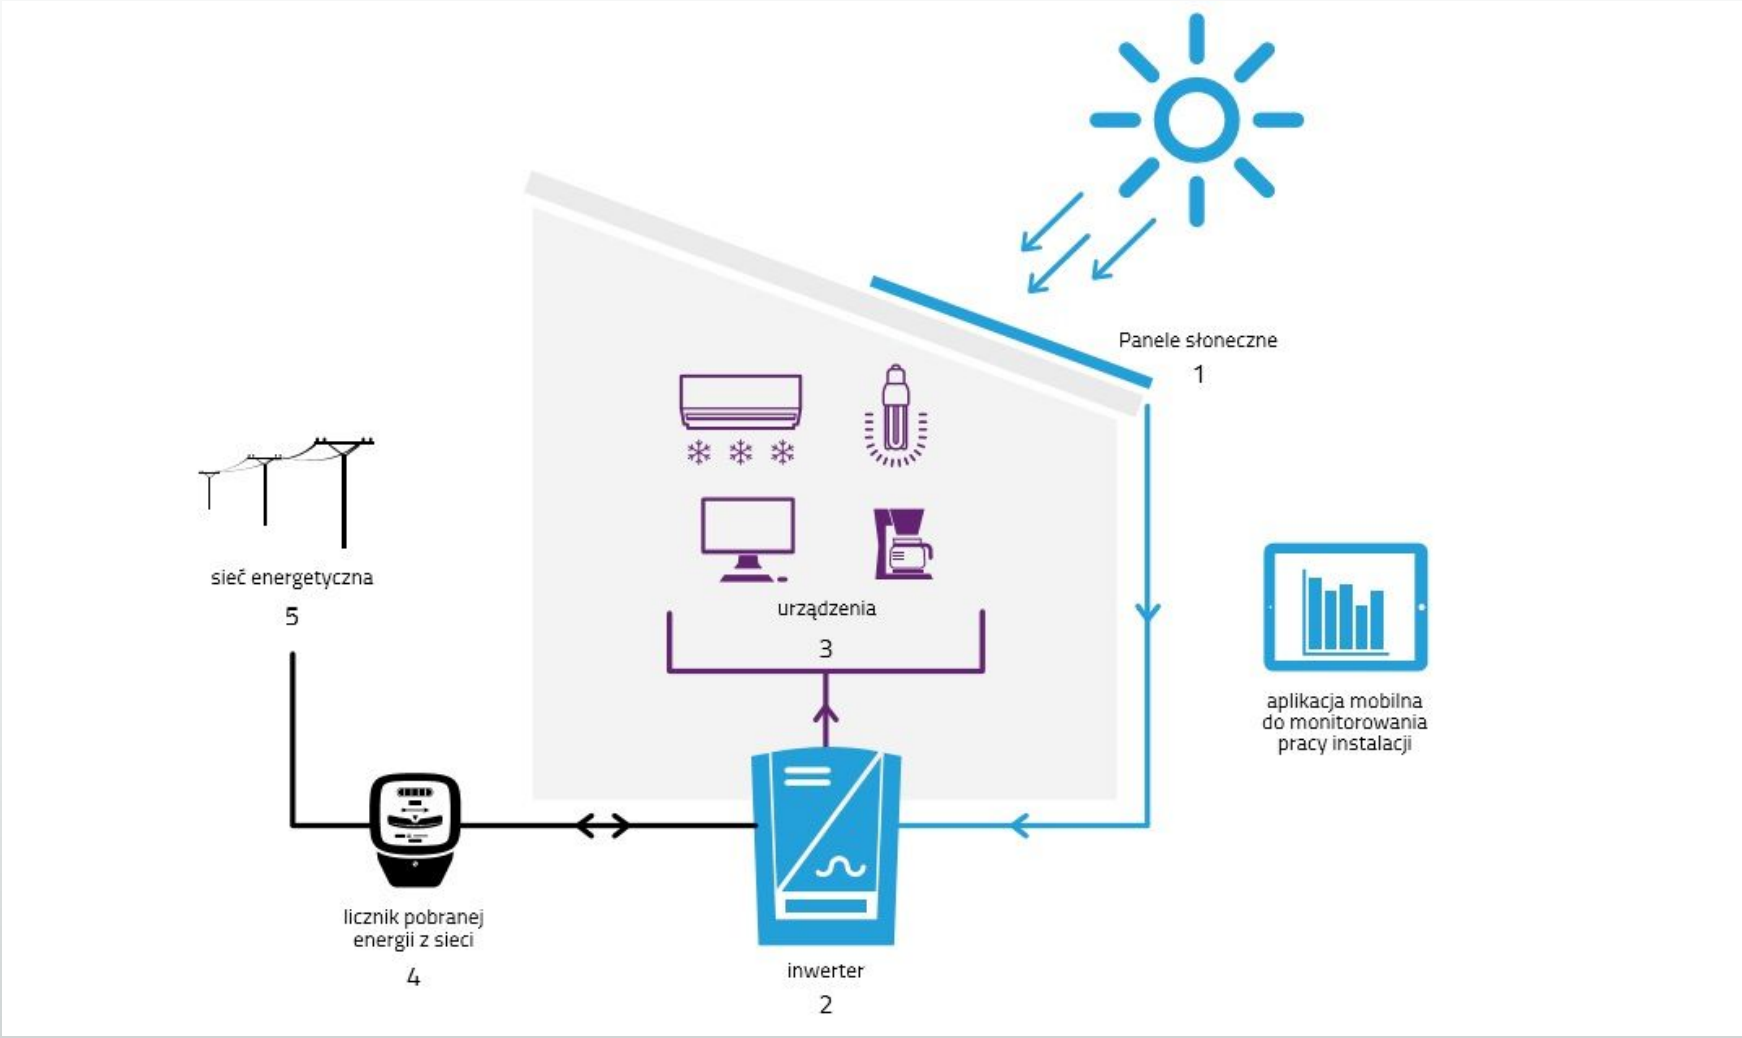 Panele słoneczne
1
urządzenia
3
sieć energetyczna
5
aplikacja mobilna
do monitorowania
pracy instalacji
licznik pobranej
energii z sieci
4
inwerter
2